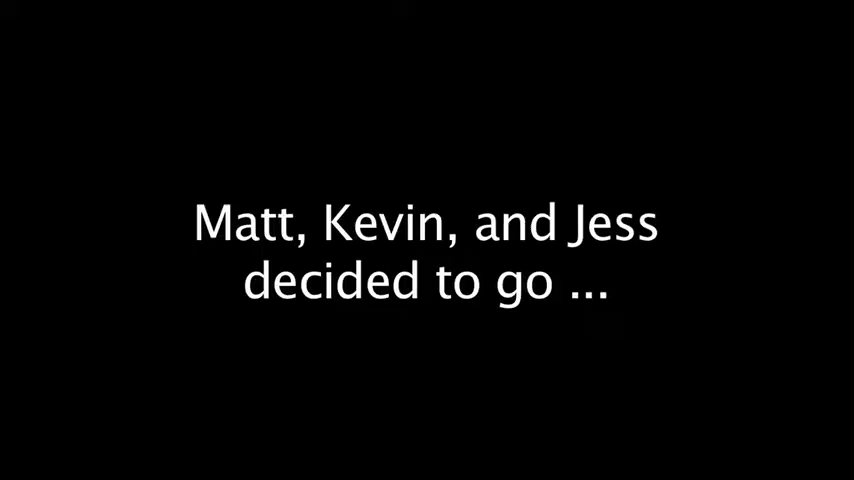 Matt, Kevin, and Jess
decided to go ...